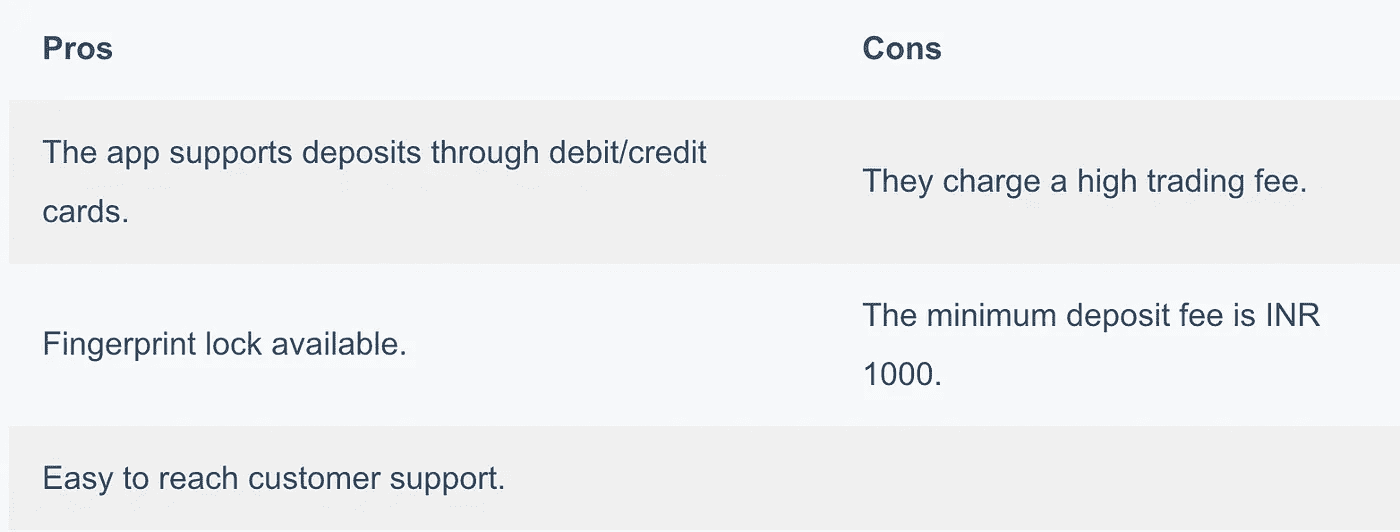 Pros
Cons
The app supports deposits through debit/credit
cards.
They charge a high trading fee.
Fingerprint lock available.
The minimum deposit fee is INR
1000.
Easy to reach customer support.